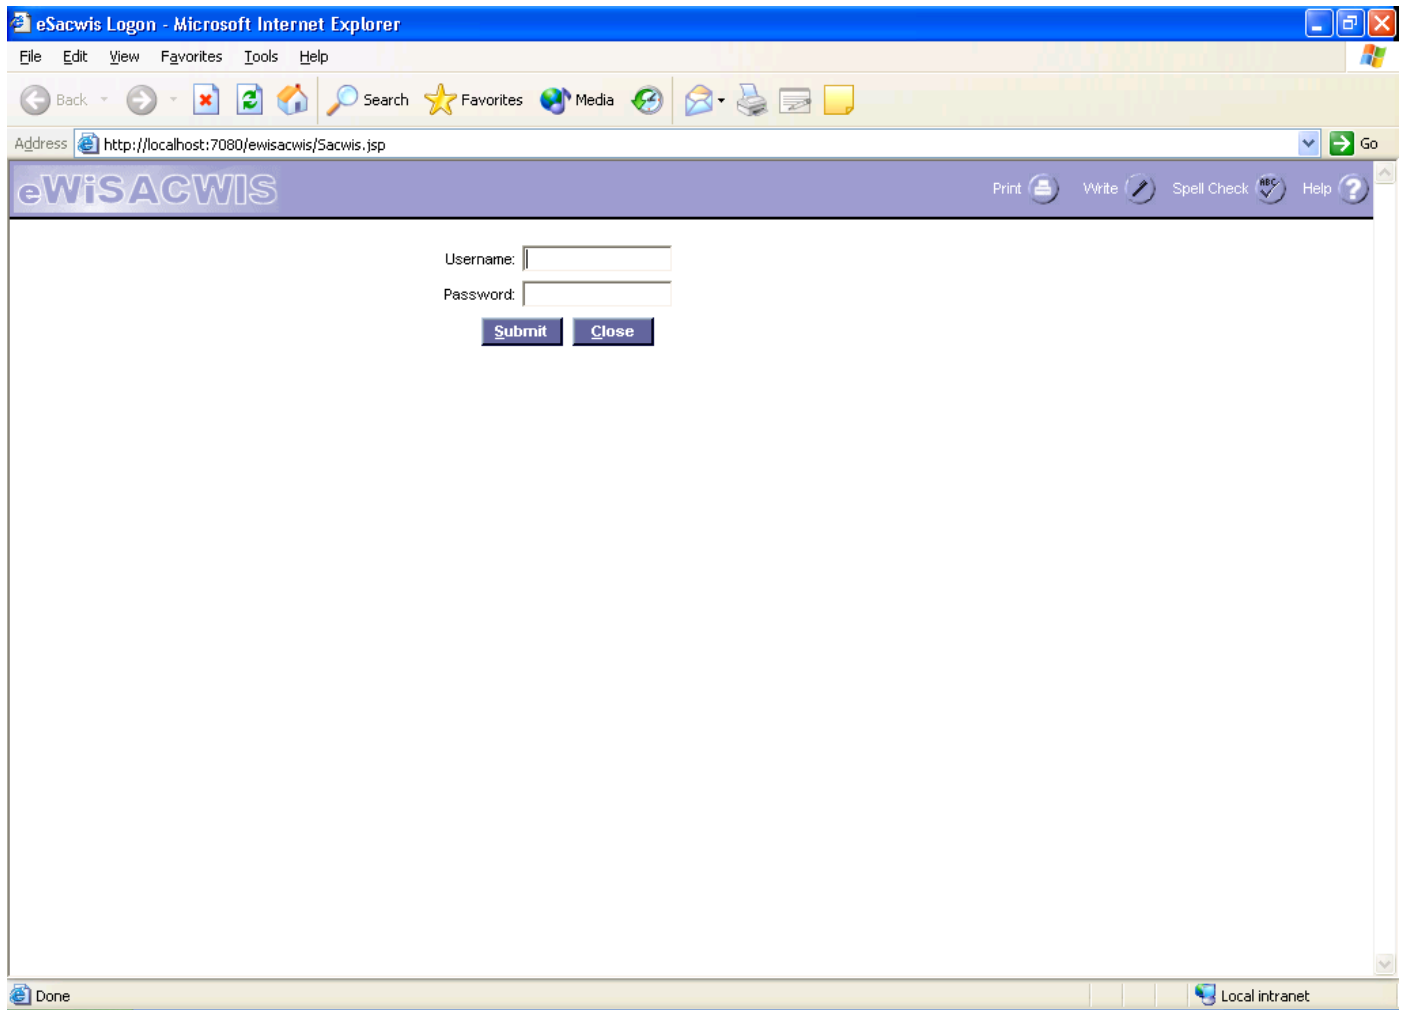 eSacwis Logon - Microsoft Internet Explorer
File Edit View Favorites Tools Help
Back Search Favorites Media
Address http://localhost:7080/ewisacwis/Sacwis.jsp Go
eWiSACWIS Print Write Spell Check ABC Help ?
Username:
Password:
Submit Close
Done Local intranet